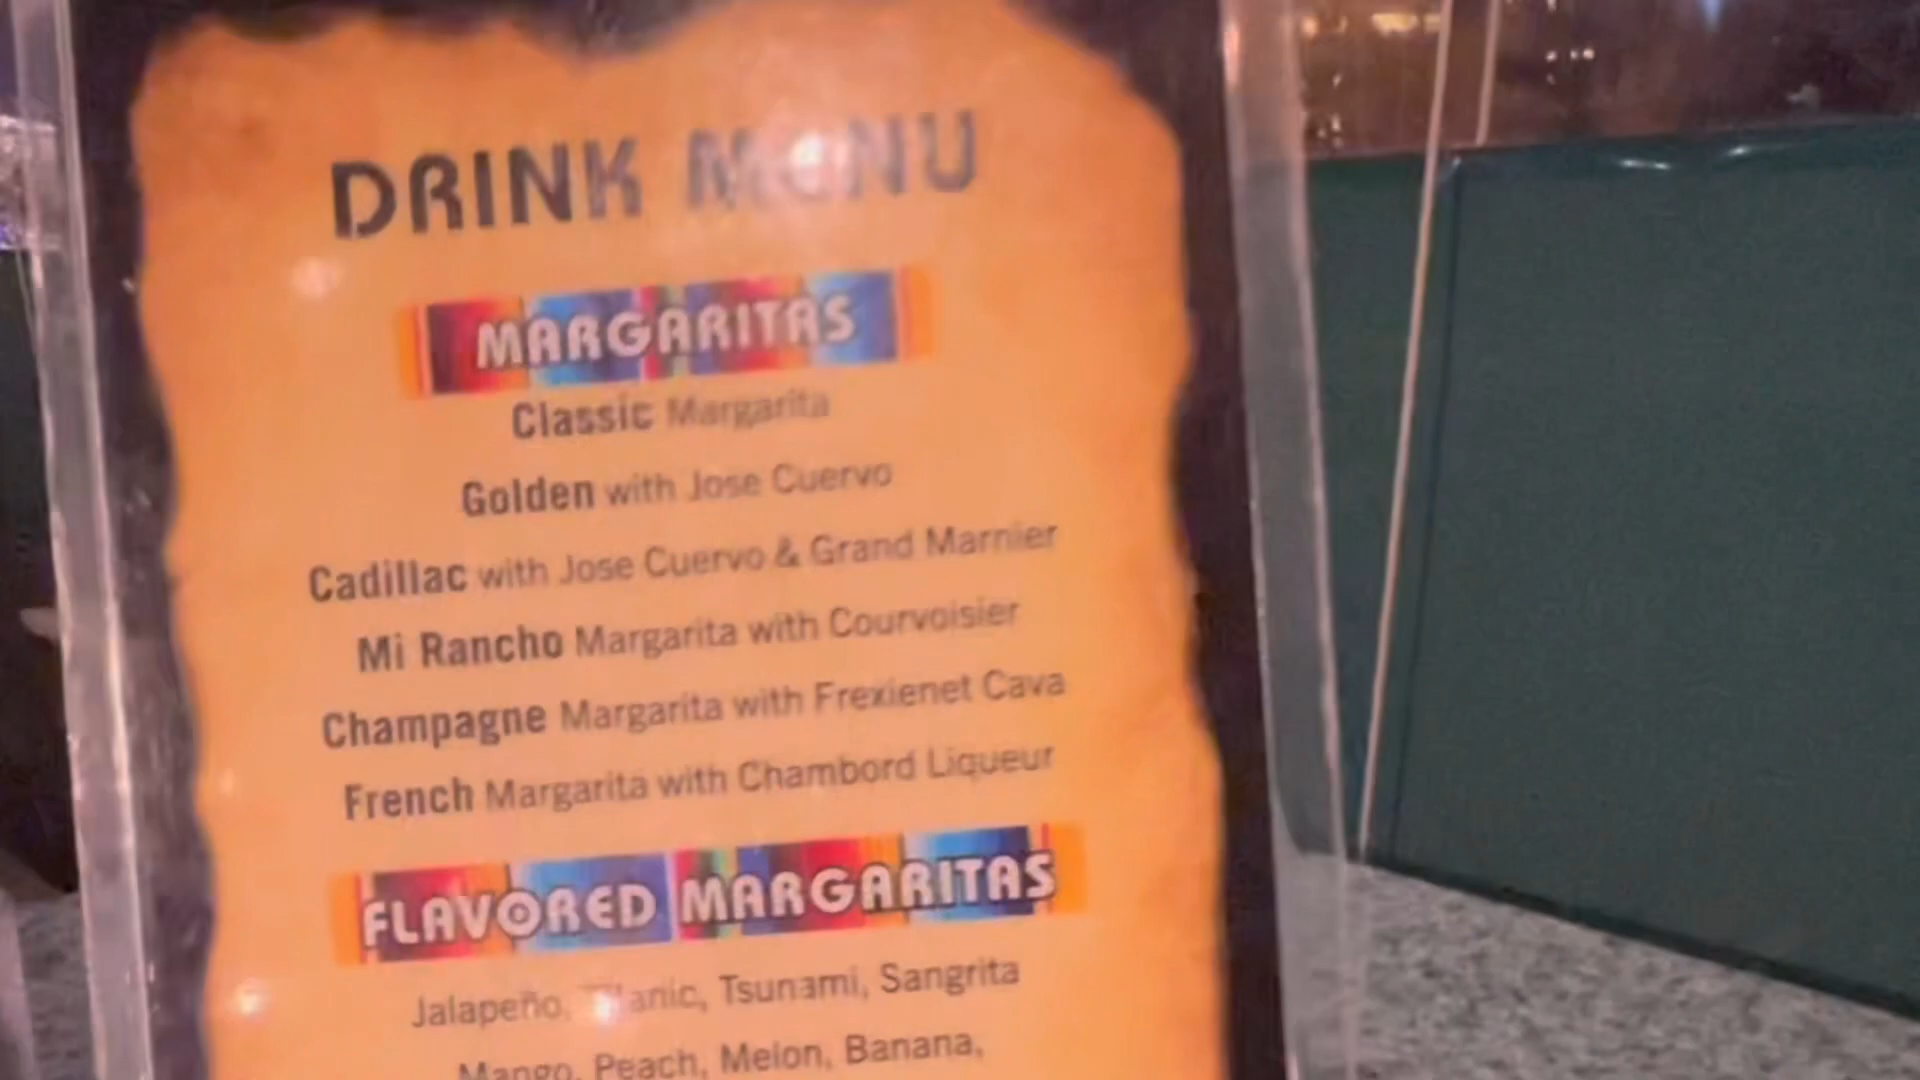 DRINK MENU
MARGARITAS
Classic Margarita
Golden with Jose Cuervo
Cadillac with Jose Cuervo & Grand Marnier
Mi Rancho Margarita with Courvoisier
Champagne Margarita with Frexienet Cava
French Margarita with Chambord Liqueur
FLAVORED MARGARITAS
Jalapeño, Tsunami, Sangrita
Mango, Peach, Melon, Banana,